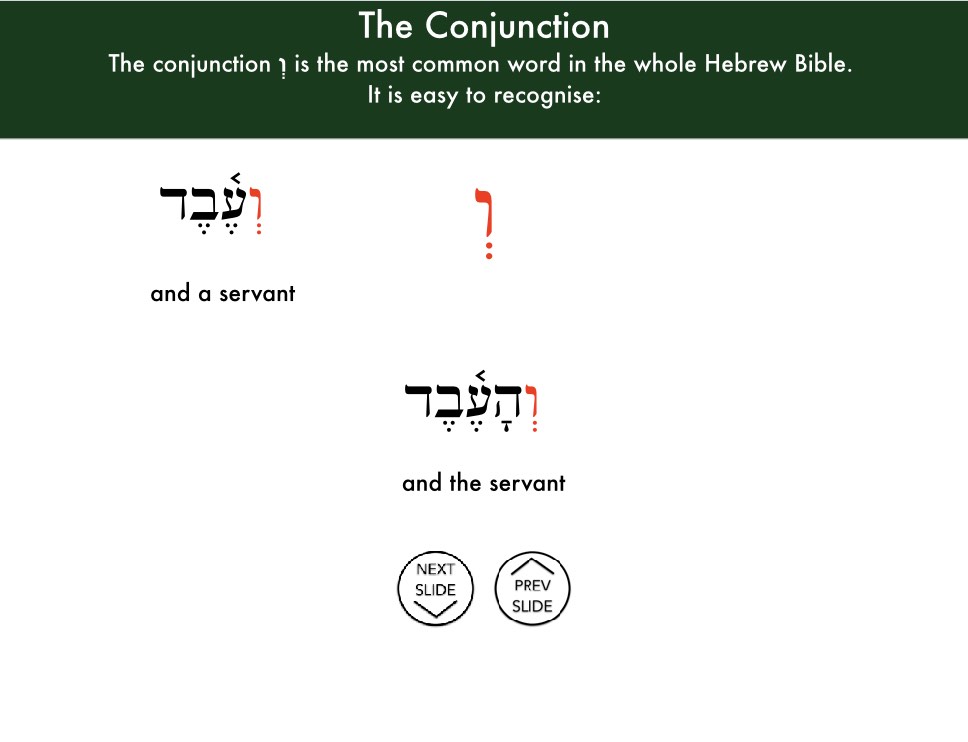 The Conjunction
The conjunction וְ is the most common word in the whole Hebrew Bible.
It is easy to recognise:
וְעֶ֫בֶד
וְ
and a servant
וְהָעֶ֫בֶד
and the servant
NEXT
SLIDE
PREV
SLIDE